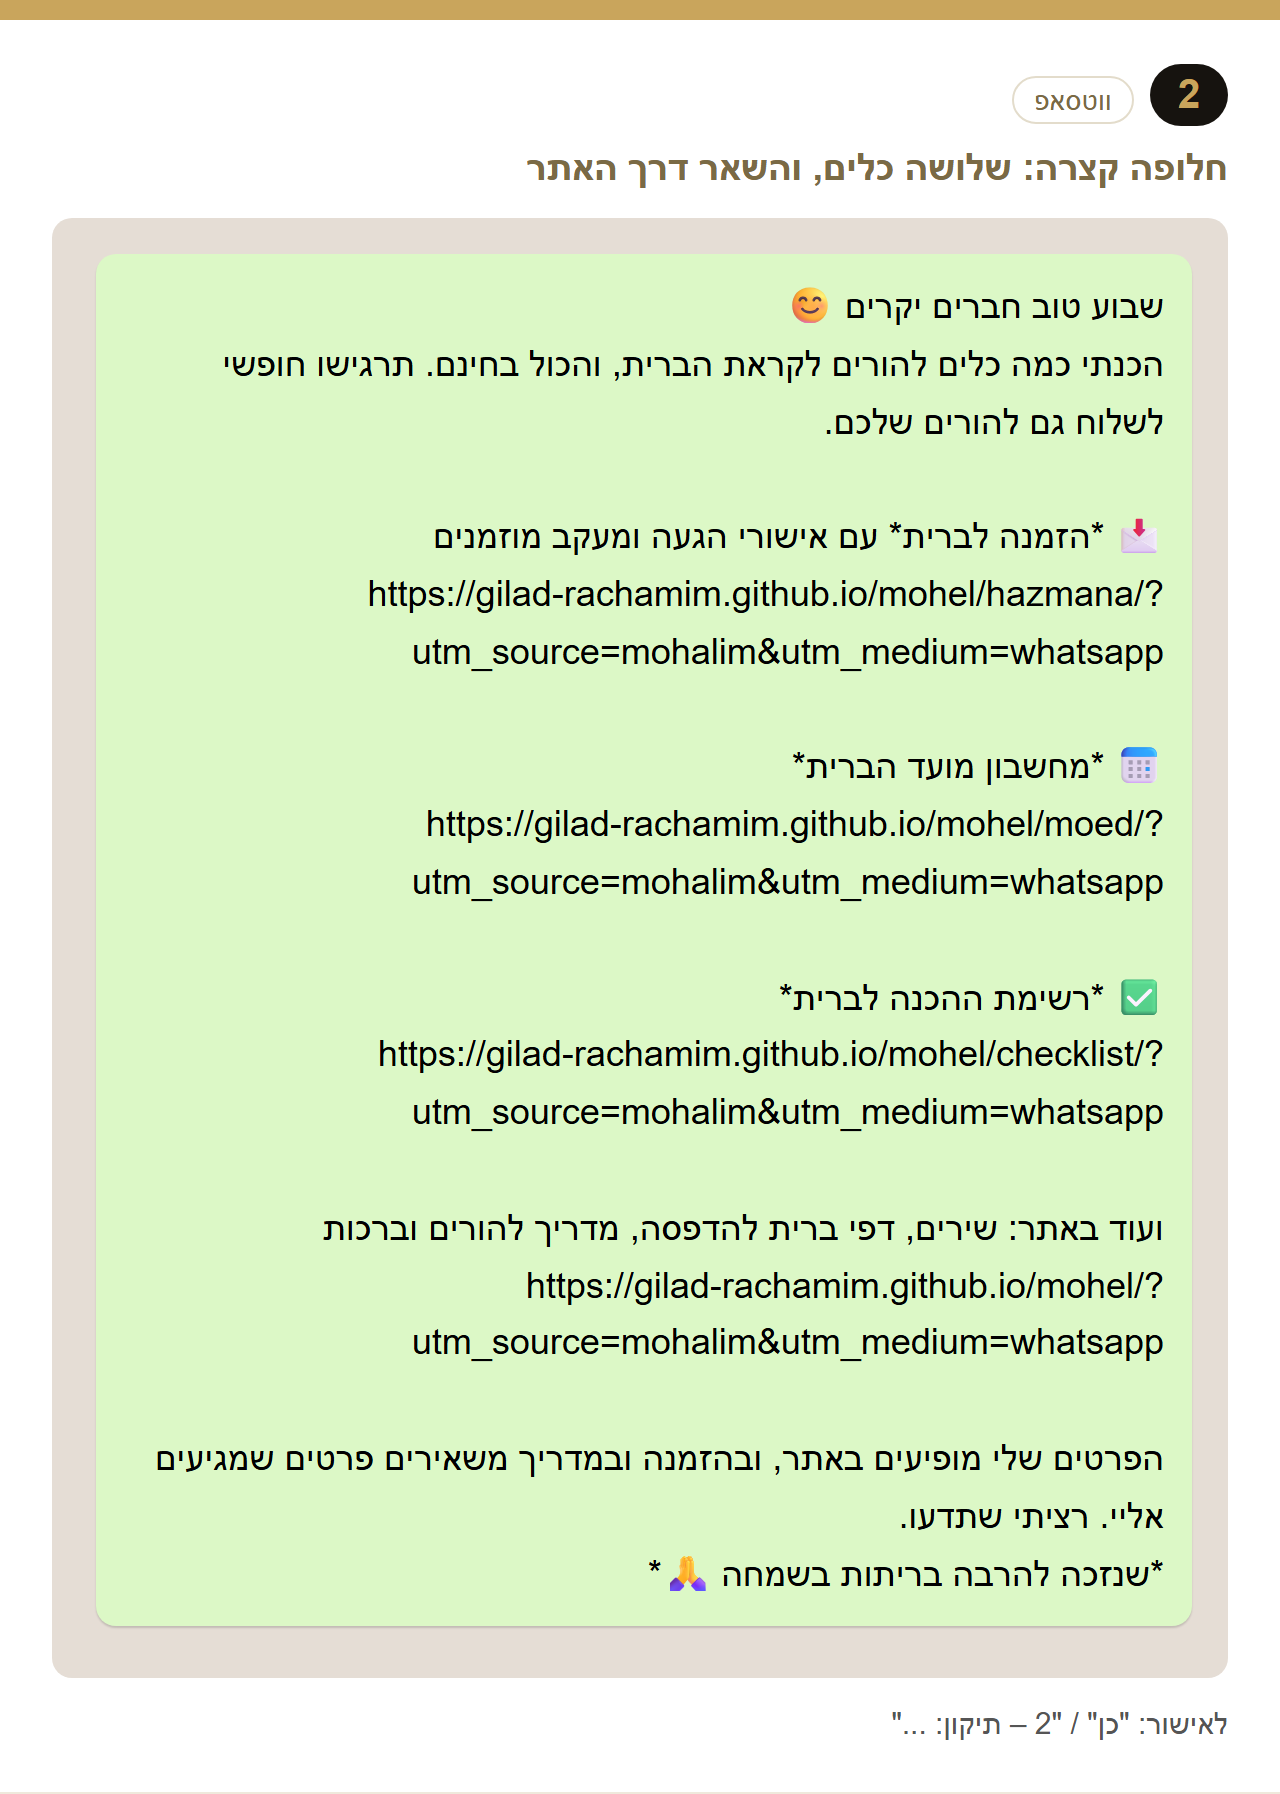 2
ווטסאפ
חלופה קצרה: שלושה כלים, והשאר דרך האתר
שבוע טוב חברים יקרים 😊
הכנתי כמה כלים להורים לקראת הברית, והכול בחינם. תרגישו חופשי
לשלוח גם להורים שלכם.
📩 *הזמנה לברית* עם אישורי הגעה ומעקב מוזמנים
https://gilad-rachamim.github.io/mohel/hazmana/?
utm_source=mohalim&utm_medium=whatsapp
🗓️ *מחשבון מועד הברית*
https://gilad-rachamim.github.io/mohel/moed/?
utm_source=mohalim&utm_medium=whatsapp
✅ *רשימת ההכנה לברית*
https://gilad-rachamim.github.io/mohel/checklist/?
utm_source=mohalim&utm_medium=whatsapp
ועוד באתר: שירים, דפי ברית להדפסה, מדריך להורים וברכות
https://gilad-rachamim.github.io/mohel/?
utm_source=mohalim&utm_medium=whatsapp
הפרטים שלי מופיעים באתר, ובהזמנה ובמדריך משאירים פרטים שמגיעים
אליי. רציתי שתדעו.
*שנזכה להרבה בריתות בשמחה 🙏*
לאישור: "כן" / "2 – תיקון: ..."